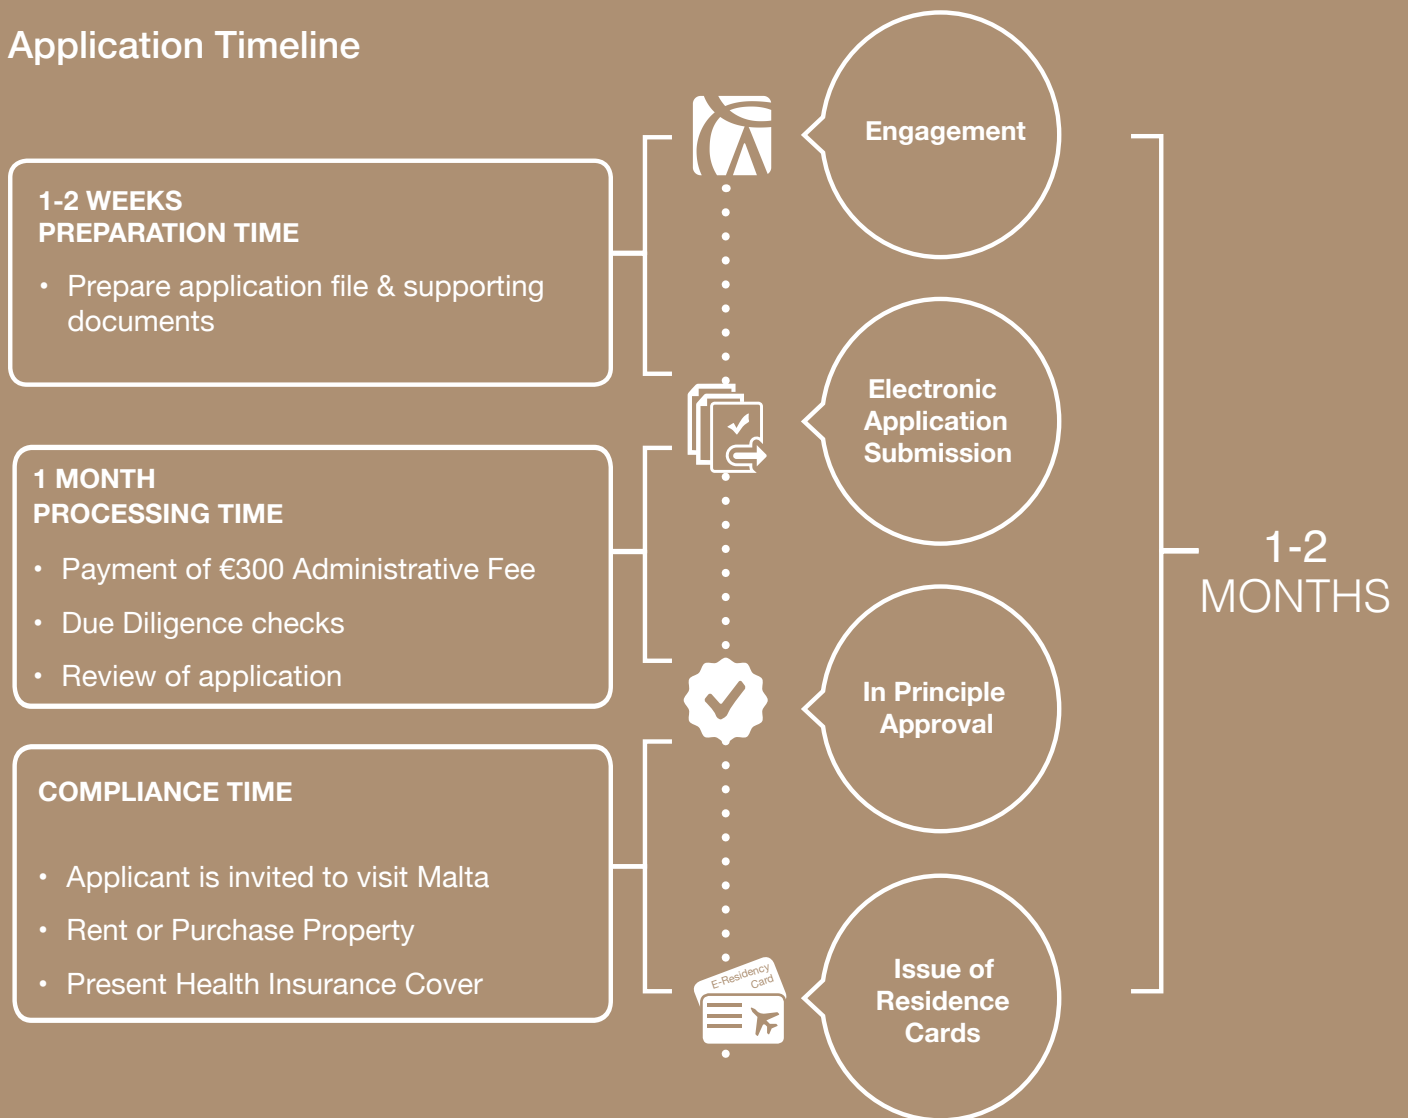 Application Timeline
Engagement
1-2 WEEKS
PREPARATION TIME
• Prepare application file & supporting
documents
Electronic
Application
Submission
1 MONTH
PROCESSING TIME
• Payment of €300 Administrative Fee
• Due Diligence checks
• Review of application
1-2
MONTHS
In Principle
Approval
COMPLIANCE TIME
• Applicant is invited to visit Malta
• Rent or Purchase Property
• Present Health Insurance Cover
E-Residency
Card
Issue of
Residence
Cards